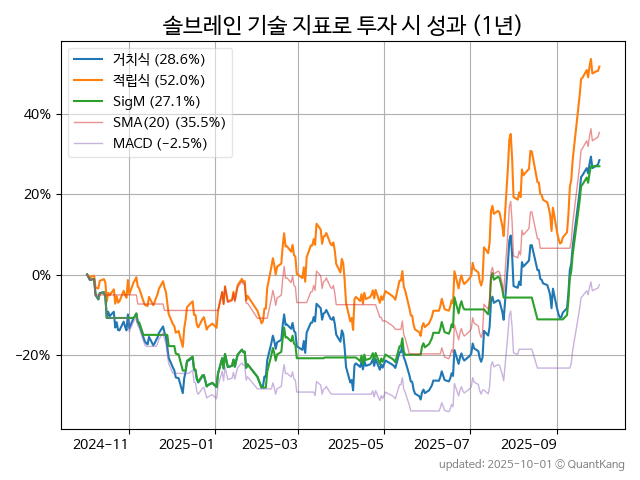 솔브레인 기술 지표로 투자 시 성과 (1년)
거치식 (28.6%)
적립식 (52.0%)
SigM (27.1%)
SMA(20) (35.5%)
MACD (−2.5%)
40%
20%
0%
−20%
2024−11
2025−01
2025−03
2025−05
2025−07
2025−09
updated: 2025-10-01 © QuantKang